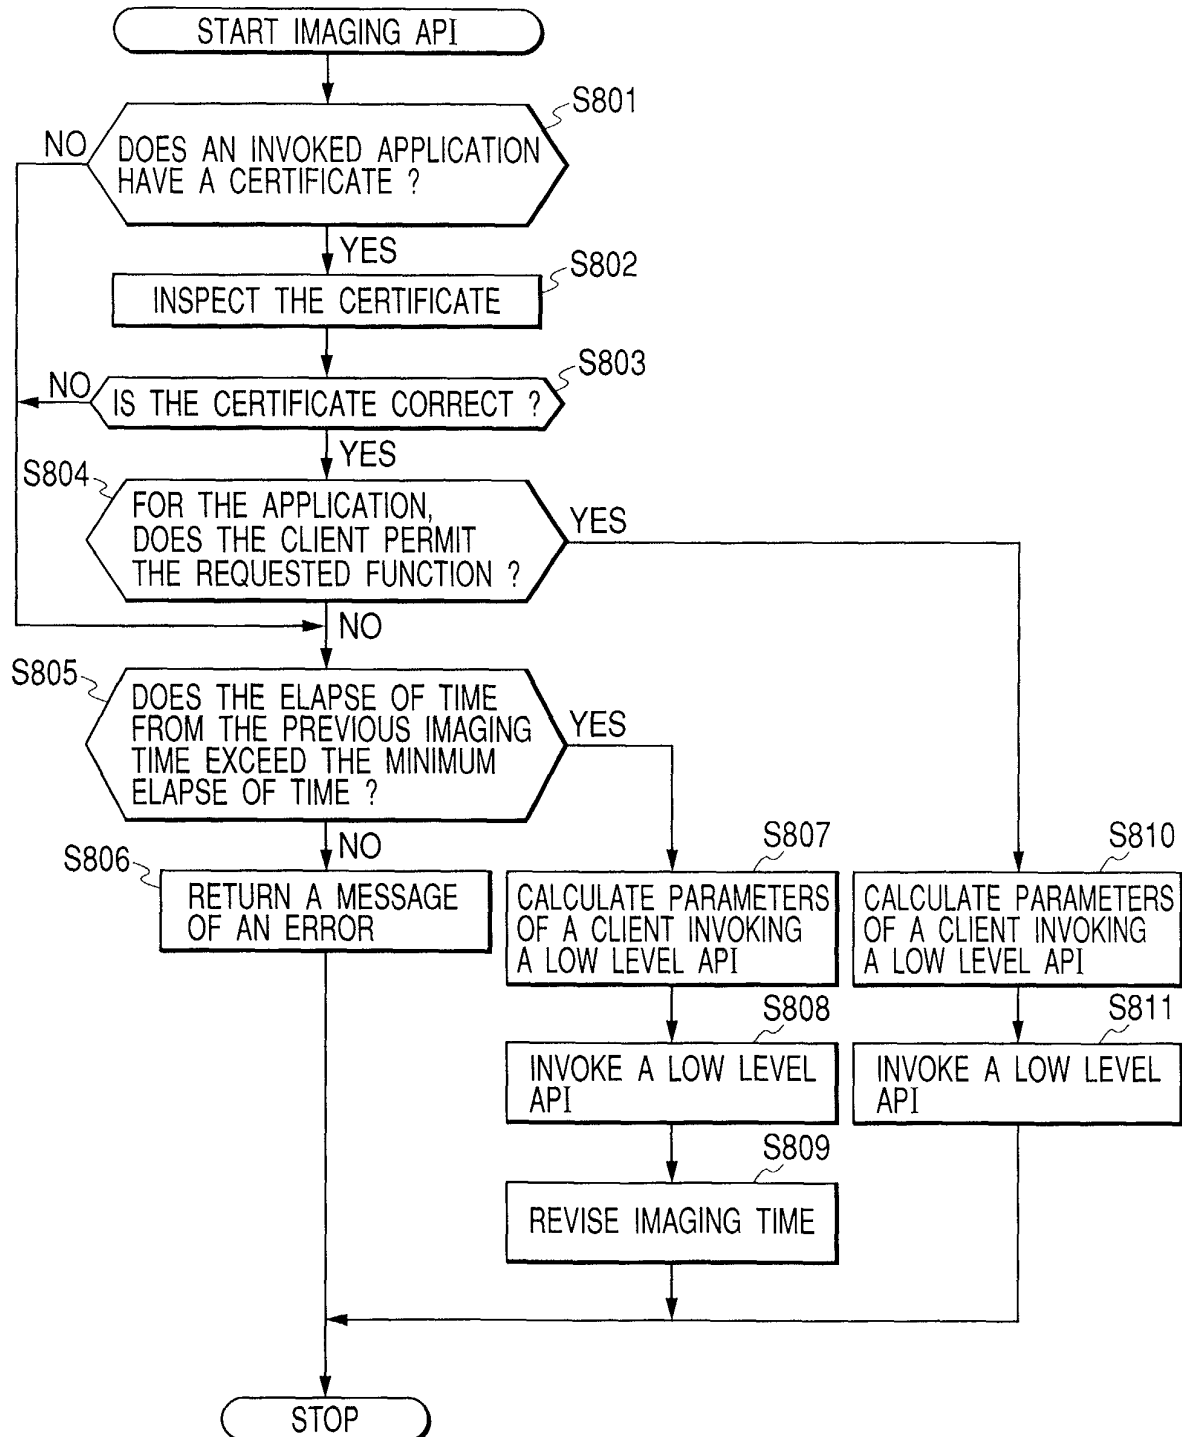 START IMAGING API
S801
NO
DOES AN INVOKED APPLICATION
HAVE A CERTIFICATE ?
YES
S802
INSPECT THE CERTIFICATE
S803
NO
IS THE CERTIFICATE CORRECT ?
YES
S804
FOR THE APPLICATION,
DOES THE CLIENT PERMIT
THE REQUESTED FUNCTION ?
YES
NO
S805
DOES THE ELAPSE OF TIME
FROM THE PREVIOUS IMAGING
TIME EXCEED THE MINIMUM
ELAPSE OF TIME ?
YES
NO
S806
RETURN A MESSAGE
OF AN ERROR
S807
CALCULATE PARAMETERS
OF A CLIENT INVOKING
A LOW LEVEL API
S810
CALCULATE PARAMETERS
OF A CLIENT INVOKING
A LOW LEVEL API
S808
INVOKE A LOW LEVEL
API
S811
INVOKE A LOW LEVEL
API
S809
REVISE IMAGING TIME
STOP